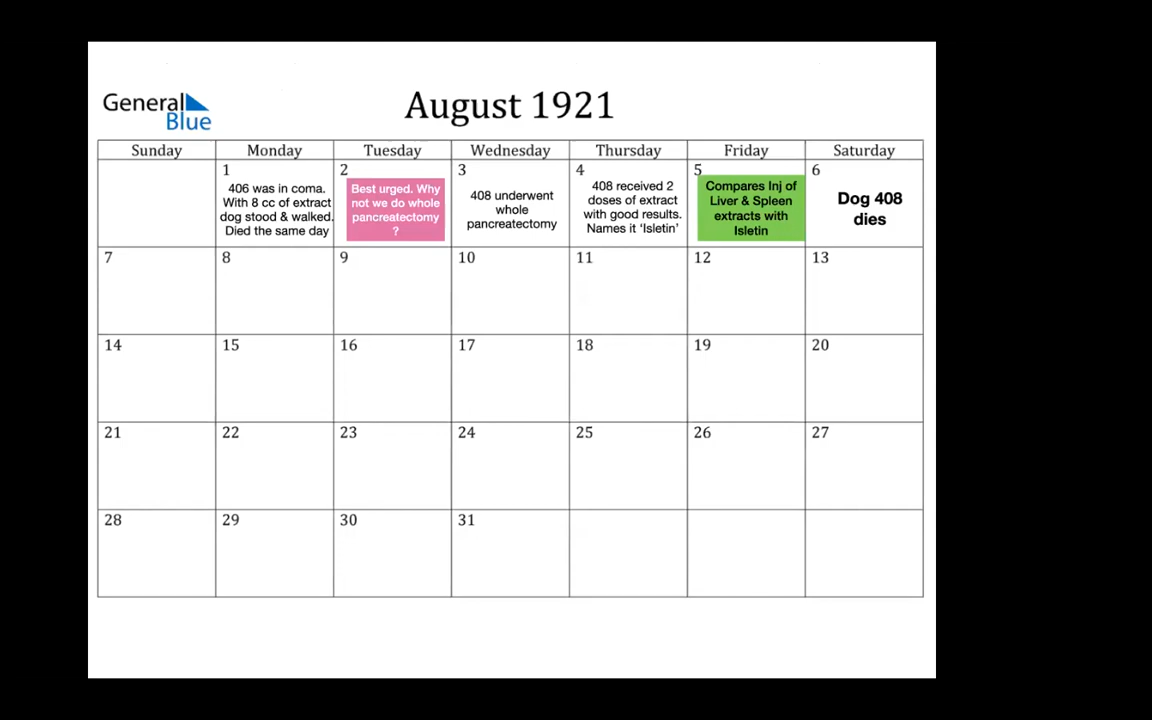 General
Blue
August 1921
Sunday Monday Tuesday Wednesday Thursday Friday Saturday
1
406 was in coma.
With 8 cc of extract
dog stood & walked.
Died the same day
2
Best urged. Why
not we do whole
pancreatectomy
?
3
408 underwent
whole
pancreatectomy
4
408 received 2
doses of extract
with good results.
Names it ‘Isletin’
5
Compares Inj of
Liver & Spleen
extracts with
Isletin
6
Dog 408
dies
7 8 9 10 11 12 13
14 15 16 17 18 19 20
21 22 23 24 25 26 27
28 29 30 31